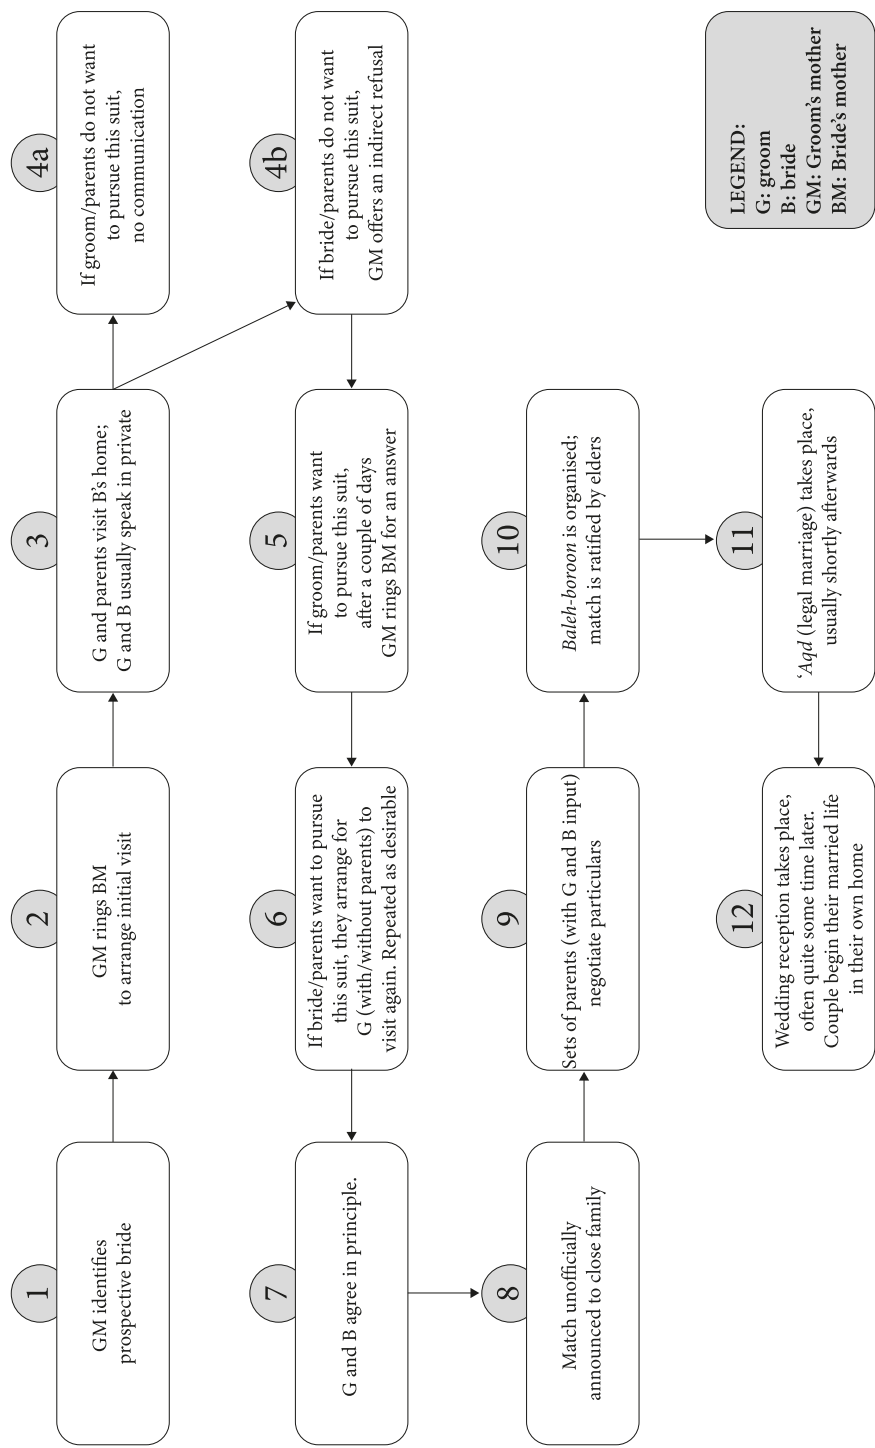 1
GM identifies
prospective bride
2
GM rings BM
to arrange initial visit
3
G and parents visit B’s home;
G and B usually speak in private
4a
If groom/parents do not want
to pursue this suit,
no communication
4b
If bride/parents do not want
to pursue this suit,
GM offers an indirect refusal
5
If groom/parents want
to pursue this suit,
after a couple of days
GM rings BM for an answer
6
If bride/parents want to pursue
this suit, they arrange for
G (with/without parents) to
visit again. Repeated as desirable
7
G and B agree in principle.
8
Match unofficially
announced to close family
9
Sets of parents (with G and B input)
negotiate particulars
10
Baleh-boroon is organised;
match is ratified by elders
11
‘Aqd (legal marriage) takes place,
usually shortly afterwards
12
Wedding reception takes place,
often quite some time later.
Couple begin their married life
in their own home
LEGEND:
G: groom
B: bride
GM: Groom’s mother
BM: Bride’s mother